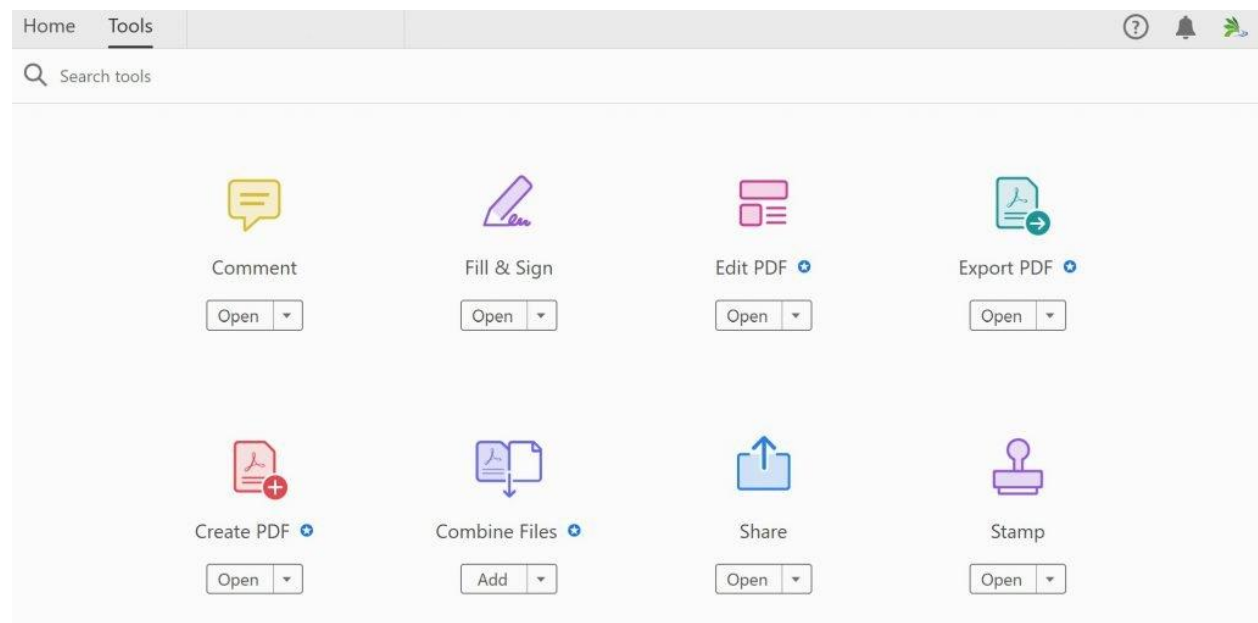 Home Tools
Search tools
Comment Fill & Sign Edit PDF Export PDF
Open Open Open Open
Create PDF Combine Files Share Stamp
Open Add Open Open